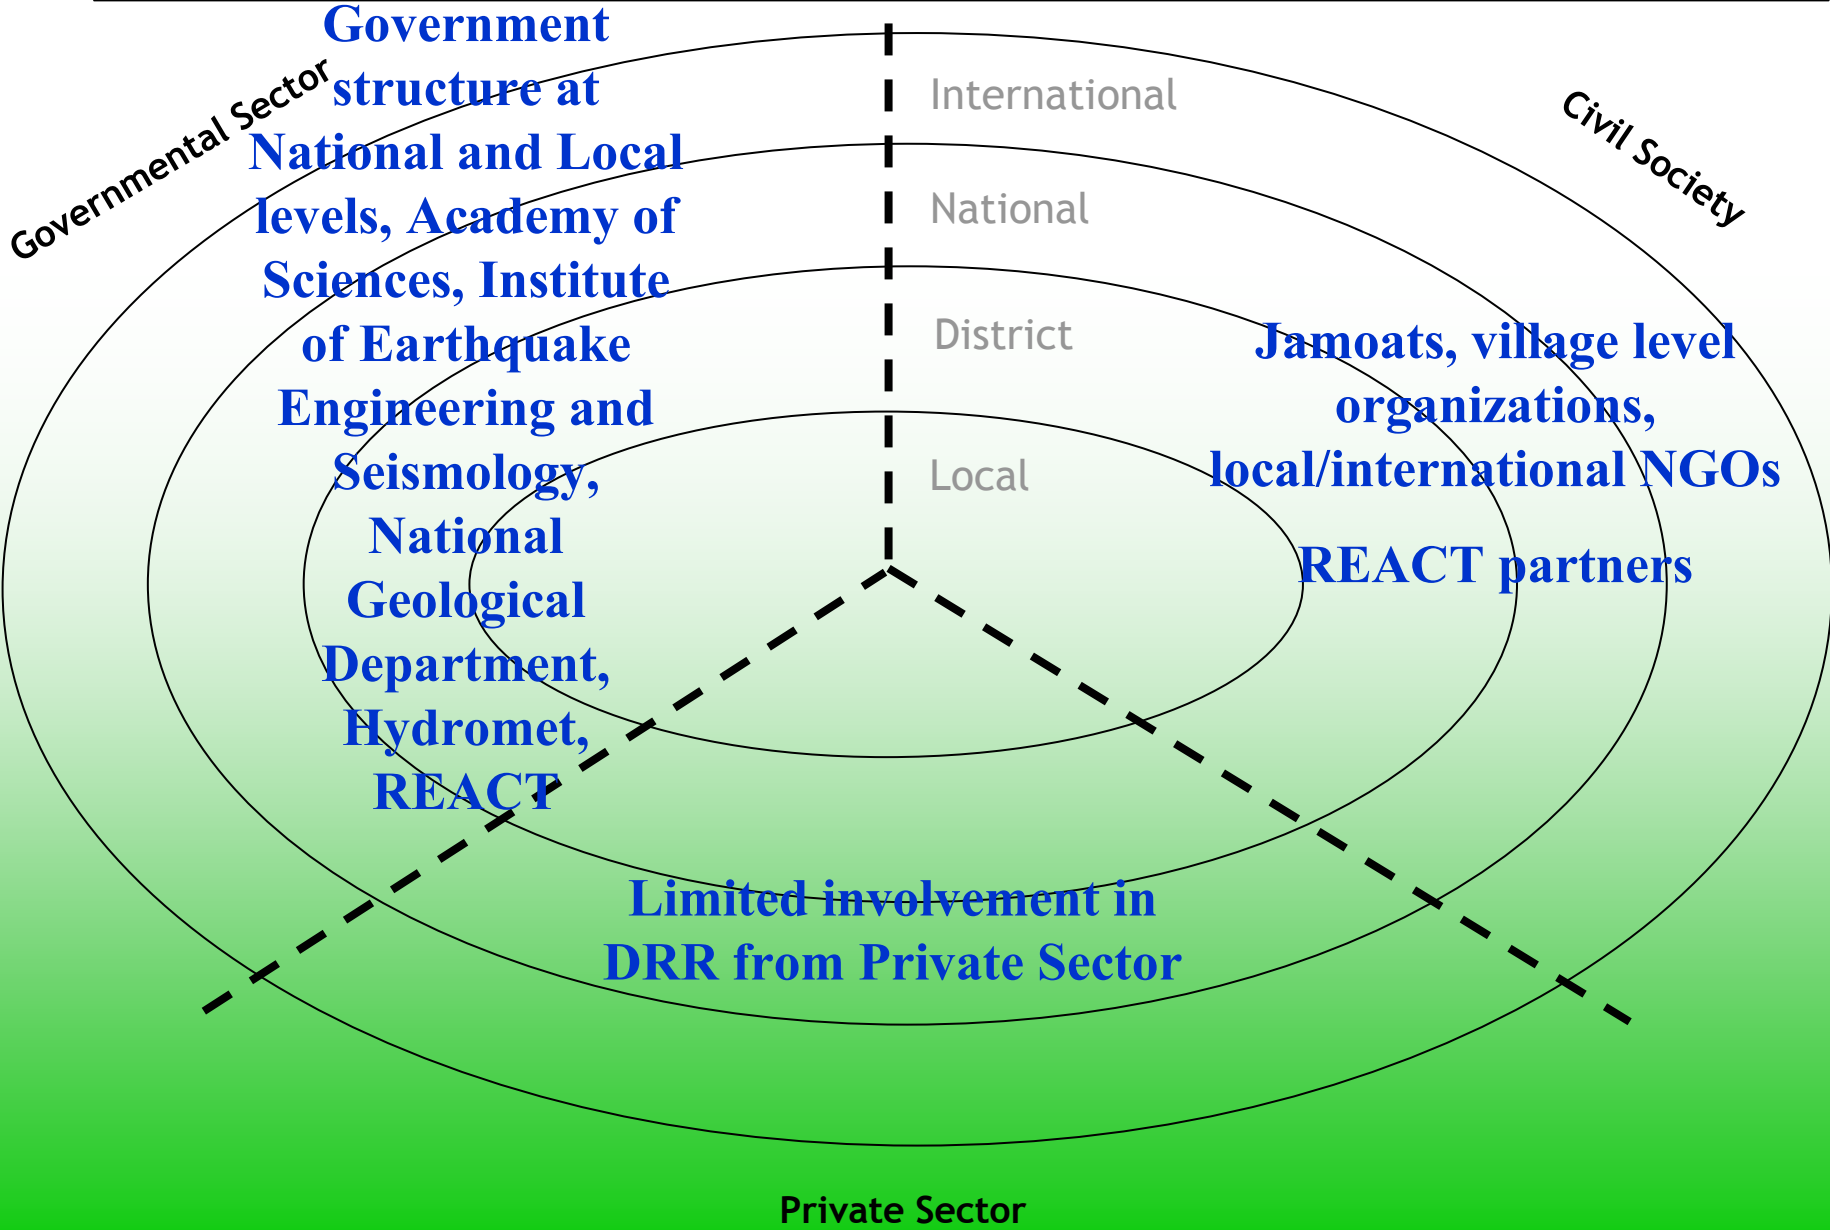 Governmental Sector
Government
structure at
National and Local
levels, Academy of
Sciences, Institute
of Earthquake
Engineering and
Seismology,
National
Geological
Department,
Hydromet,
REACT
International
National
District
Local
Civil Society
Jamoats, village level
organizations,
local/international NGOs
REACT partners
Limited involvement in
DRR from Private Sector
Private Sector